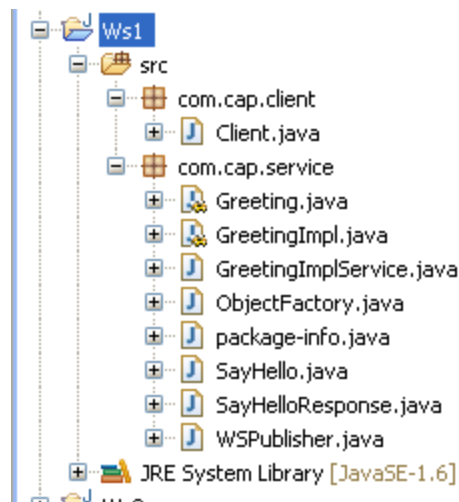 Ws1
src
com.cap.client
Client.java
com.cap.service
Greeting.java
GreetingImpl.java
GreetingImplService.java
ObjectFactory.java
package-info.java
SayHello.java
SayHelloResponse.java
WSPublisher.java
JRE System Library [JavaSE-1.6]